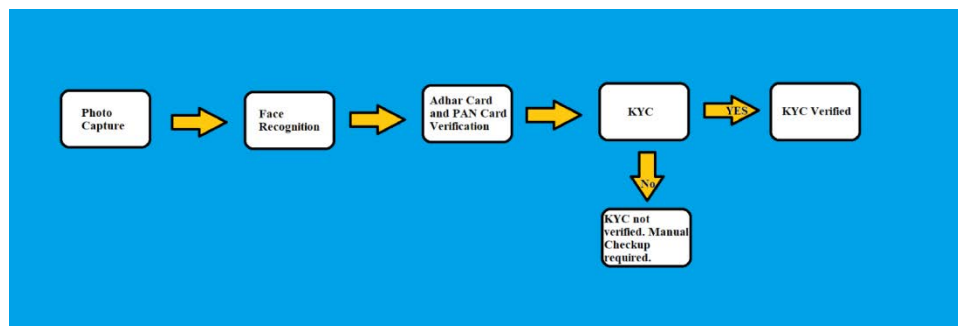 Photo
Capture
Face
Recognition
Adhar Card
and PAN Card
Verification
KYC
YES
KYC Verified
No
KYC not
verified. Manual
Checkup
required.